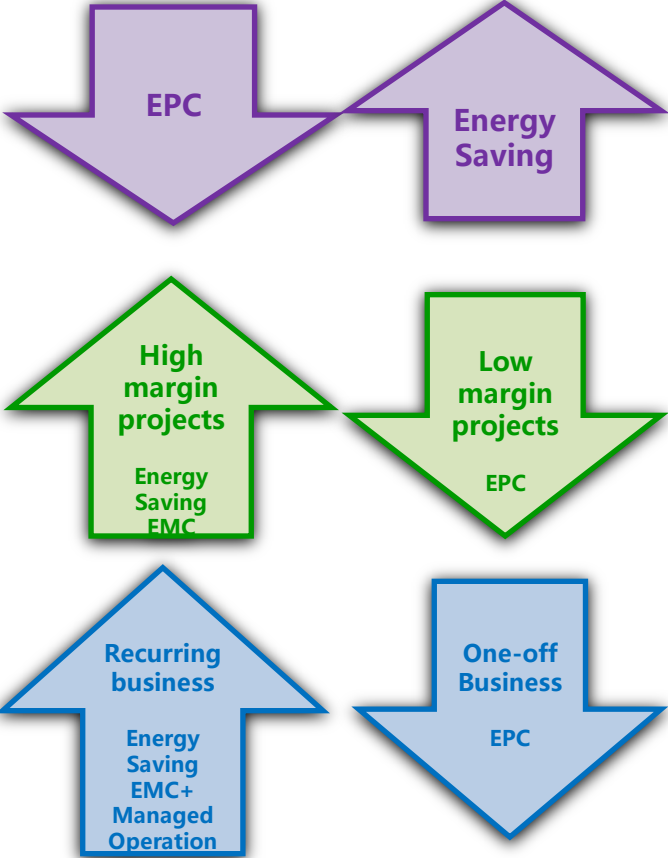 EPC
Energy
Saving
High
margin
projects
Energy
Saving
EMC
Low
margin
projects
EPC
Recurring
business
Energy
Saving
EMC+
Managed
Operation
One-off
Business
EPC